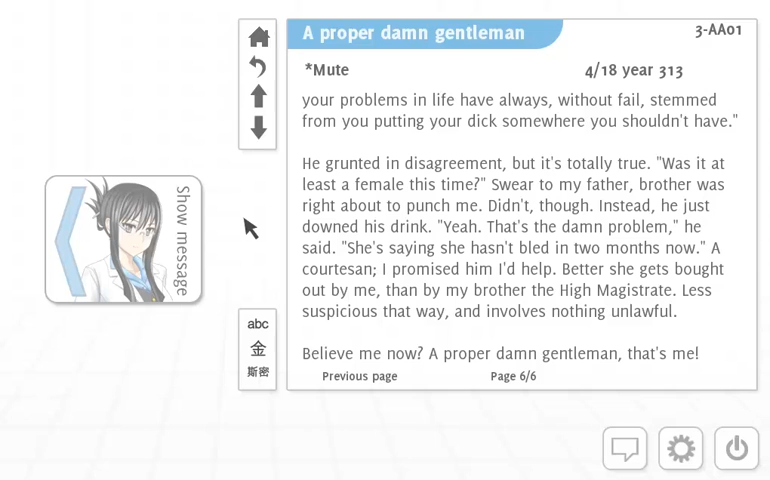 A proper damn gentleman
3-AA01
*Mute
4/18 year 313
your problems in life have always, without fail, stemmed
from you putting your dick somewhere you shouldn't have."
He grunted in disagreement, but it's totally true. "Was it at
least a female this time?" Swear to my father, brother was
right about to punch me. Didn't, though. Instead, he just
downed his drink. "Yeah. That's the damn problem," he
said. "She's saying she hasn't bled in two months now." A
courtesan; I promised him I'd help. Better she gets bought
out by me, than by my brother the High Magistrate. Less
suspicious that way, and involves nothing unlawful.
Believe me now? A proper damn gentleman, that's me!
Previous page
Page 6/6
Show message
abc
金
斯密